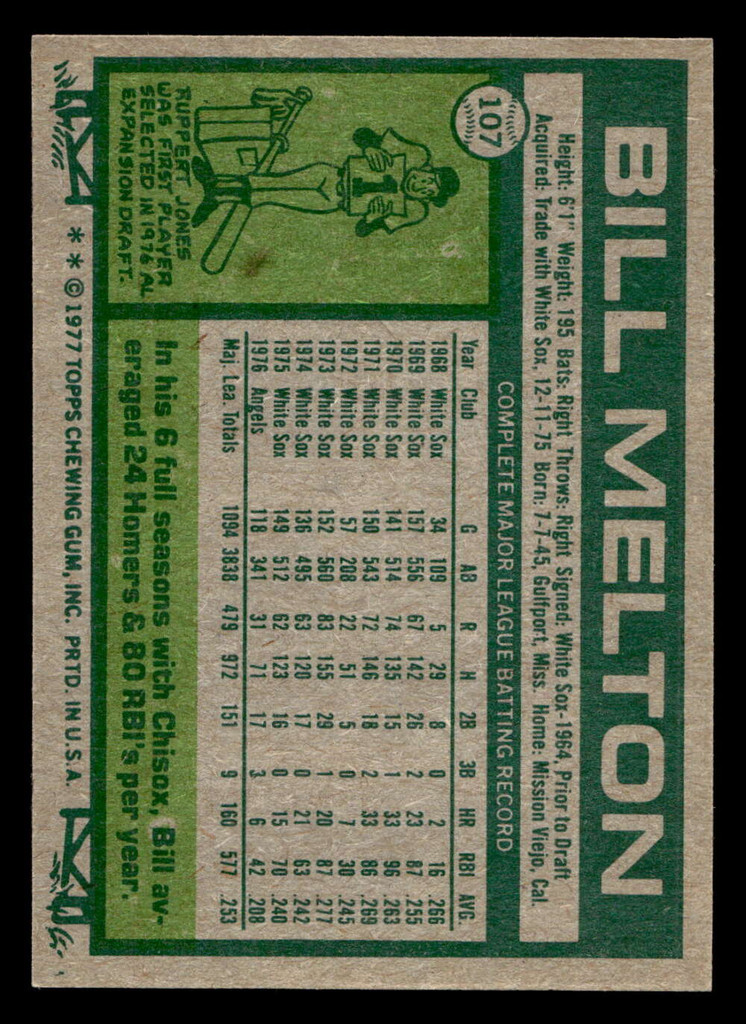 BILL MELTON
107
Height: 6'1" Weight: 195 Bats: Right Throws: Right Signed: White Sox-1964, Prior to Draft
Acquired: Trade with White Sox, 12-11-75 Born: 7-7-45, Gulfport, Miss. Home: Mission Viejo, Cal.
COMPLETE MAJOR LEAGUE BATTING RECORD
Year Club G AB R H 2B 3B HR RBI AVG.
1968 White Sox 34 109 5 29 8 0 2 16 .266
1969 White Sox 157 556 67 142 26 2 23 87 .255
1970 White Sox 141 514 74 135 15 1 33 96 .263
1971 White Sox 150 543 72 146 18 2 33 86 .269
1972 White Sox 57 208 22 51 5 0 7 30 .245
1973 White Sox 152 560 83 155 29 1 20 87 .277
1974 White Sox 136 495 63 120 17 0 21 63 .242
1975 White Sox 149 512 62 123 16 0 15 70 .240
1976 Angels 118 341 31 71 17 3 6 42 .208
Maj. Lea. Totals 1094 3838 479 972 151 9 160 577 .253
1
RUPPERT JONES
WAS FIRST PLAYER
SELECTED IN 1976 AL
EXPANSION DRAFT.
In his 6 full seasons with Chisox, Bill av-
eraged 24 Homers & 80 RBI's per year.
* * © 1977 TOPPS CHEWING GUM, INC. PRTD. IN U.S.A.